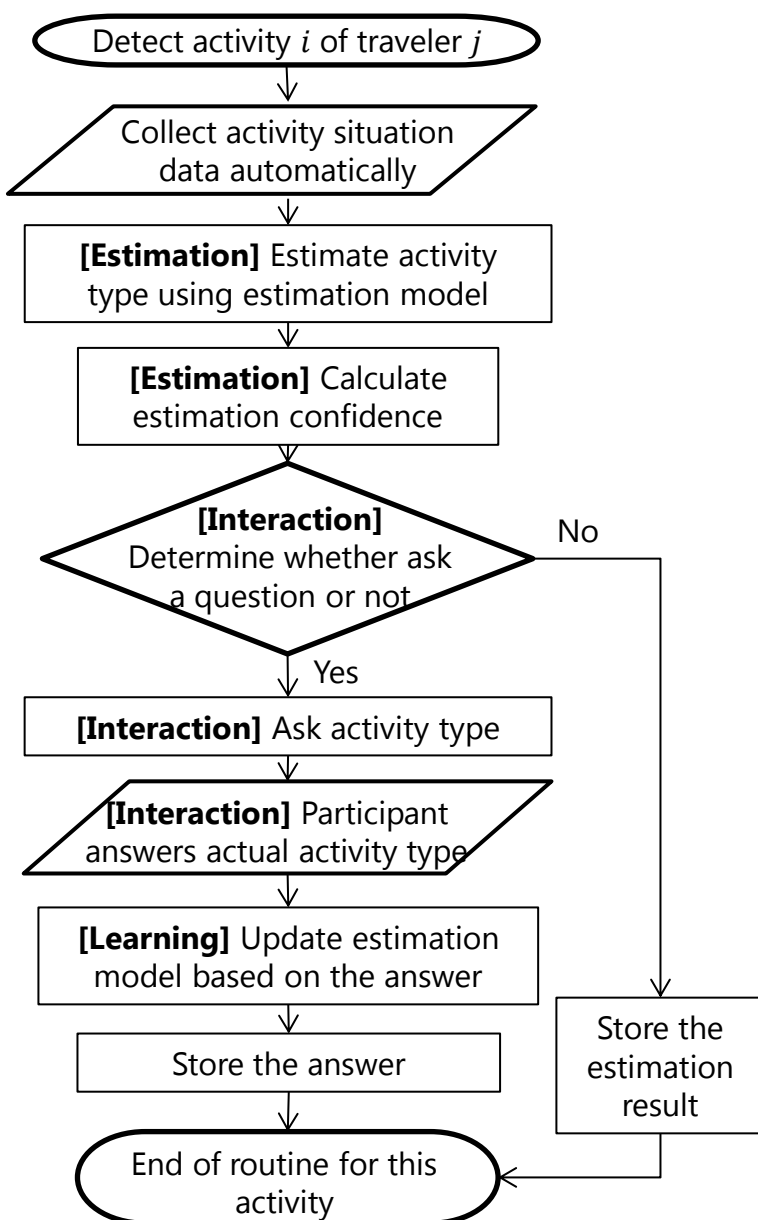 Detect activity i of traveler j
Collect activity situation
data automatically
[Estimation] Estimate activity
type using estimation model
[Estimation] Calculate
estimation confidence
[Interaction]
Determine whether ask
a question or not
No
Yes
[Interaction] Ask activity type
[Interaction] Participant
answers actual activity type
[Learning] Update estimation
model based on the answer
Store the answer
Store the
estimation
result
End of routine for this
activity